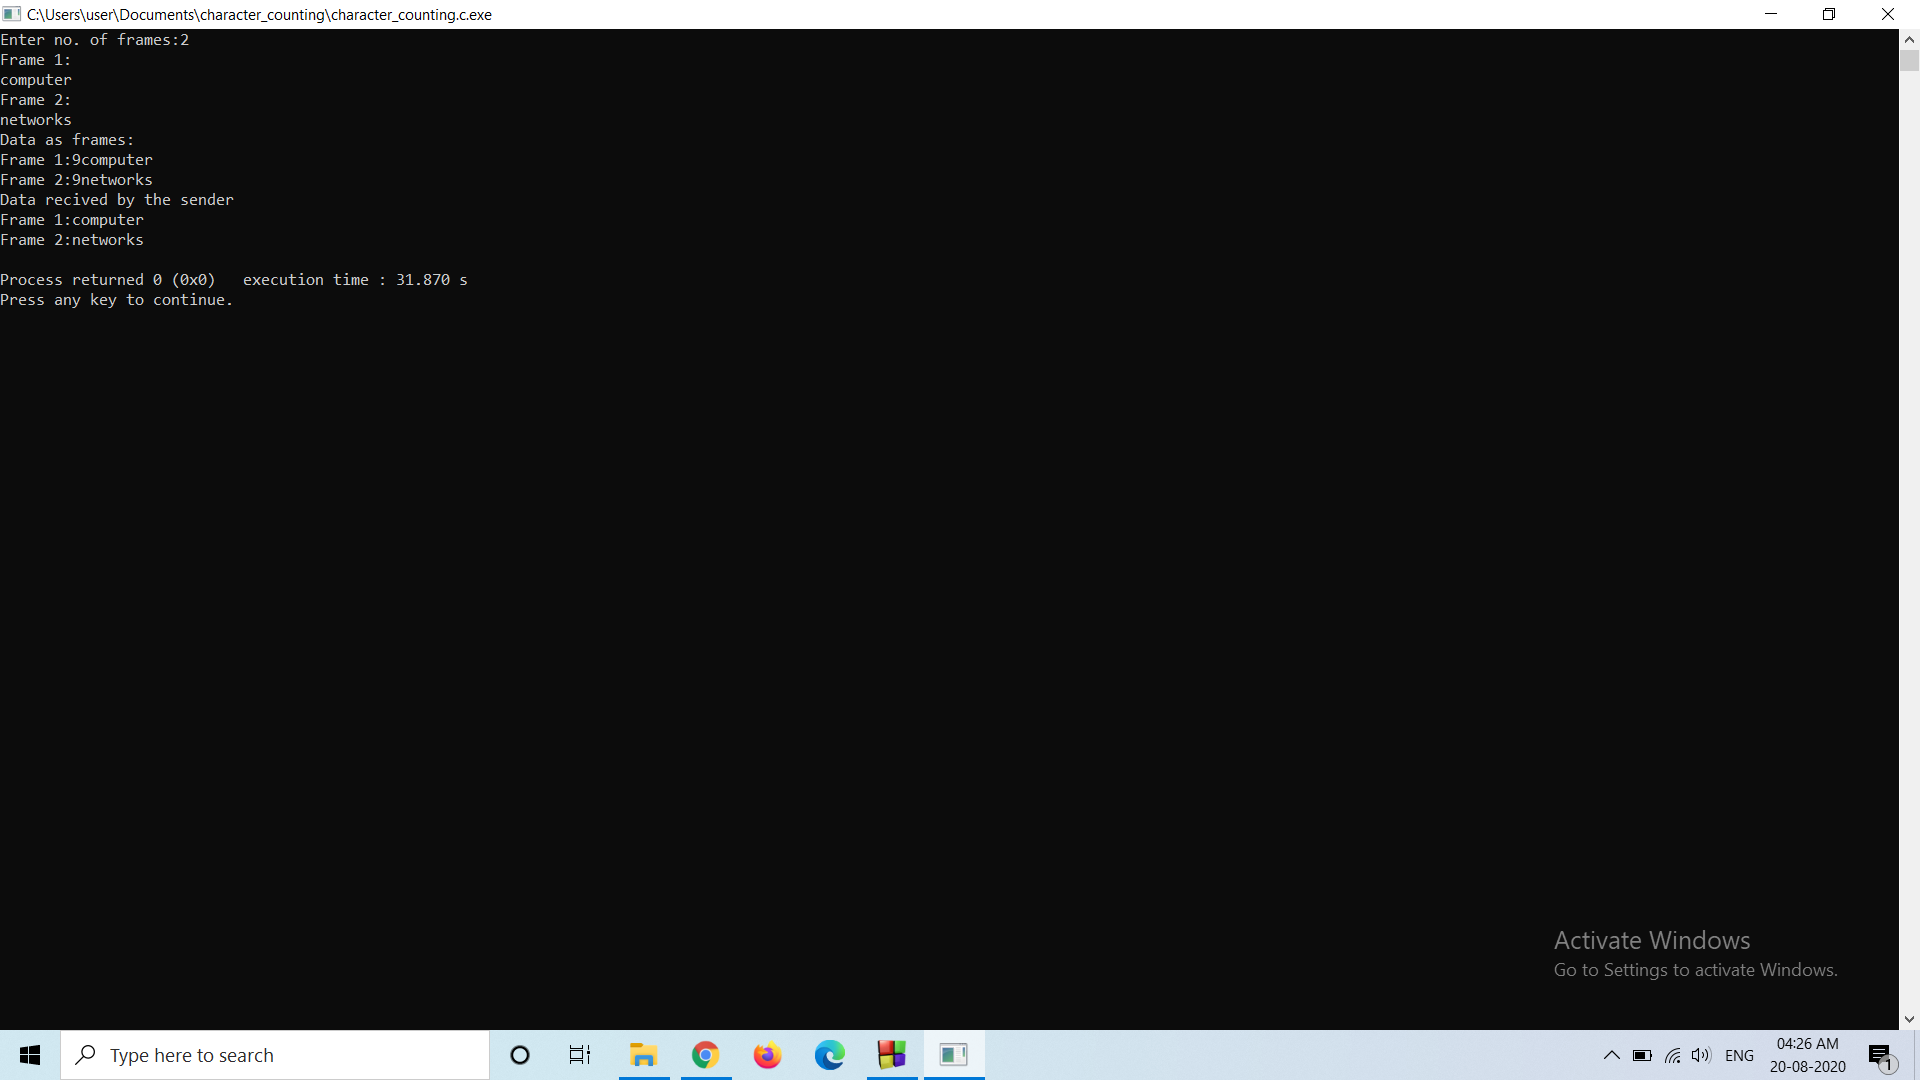 C:\Users\user\Documents\character_counting\character_counting.c.exe
Enter no. of frames:2
Frame 1:
computer
Frame 2:
networks
Data as frames:
Frame 1:9computer
Frame 2:9networks
Data recived by the sender
Frame 1:computer
Frame 2:networks
Process returned 0 (0x0)   execution time : 31.870 s
Press any key to continue.
Activate Windows
Go to Settings to activate Windows.
Type here to search
ENG
04:26 AM
20-08-2020
1